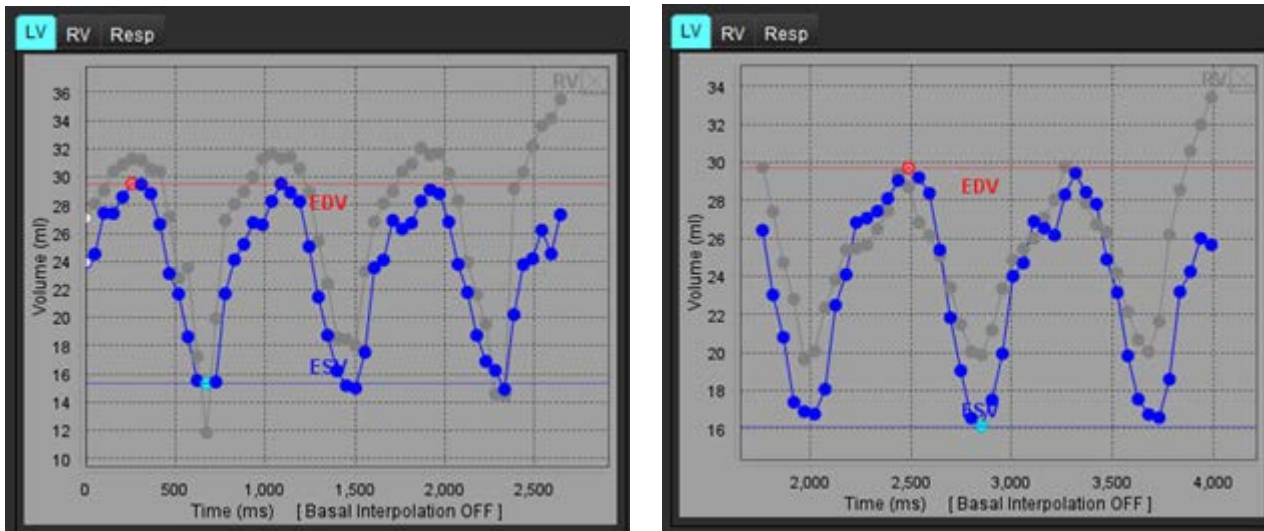 LV RV Resp
RV
36
34
32
30
28
26
24
22
20
18
16
14
12
10
Volume (ml)
EDV
ESV
0 500 1,000 1,500 2,000 2,500
Time (ms) [ Basal Interpolation OFF ]
LV RV Resp
RV
34
32
30
28
26
24
22
20
18
16
Volume (ml)
EDV
ESV
2,000 2,500 3,000 3,500 4,000
Time (ms) [ Basal Interpolation OFF ]